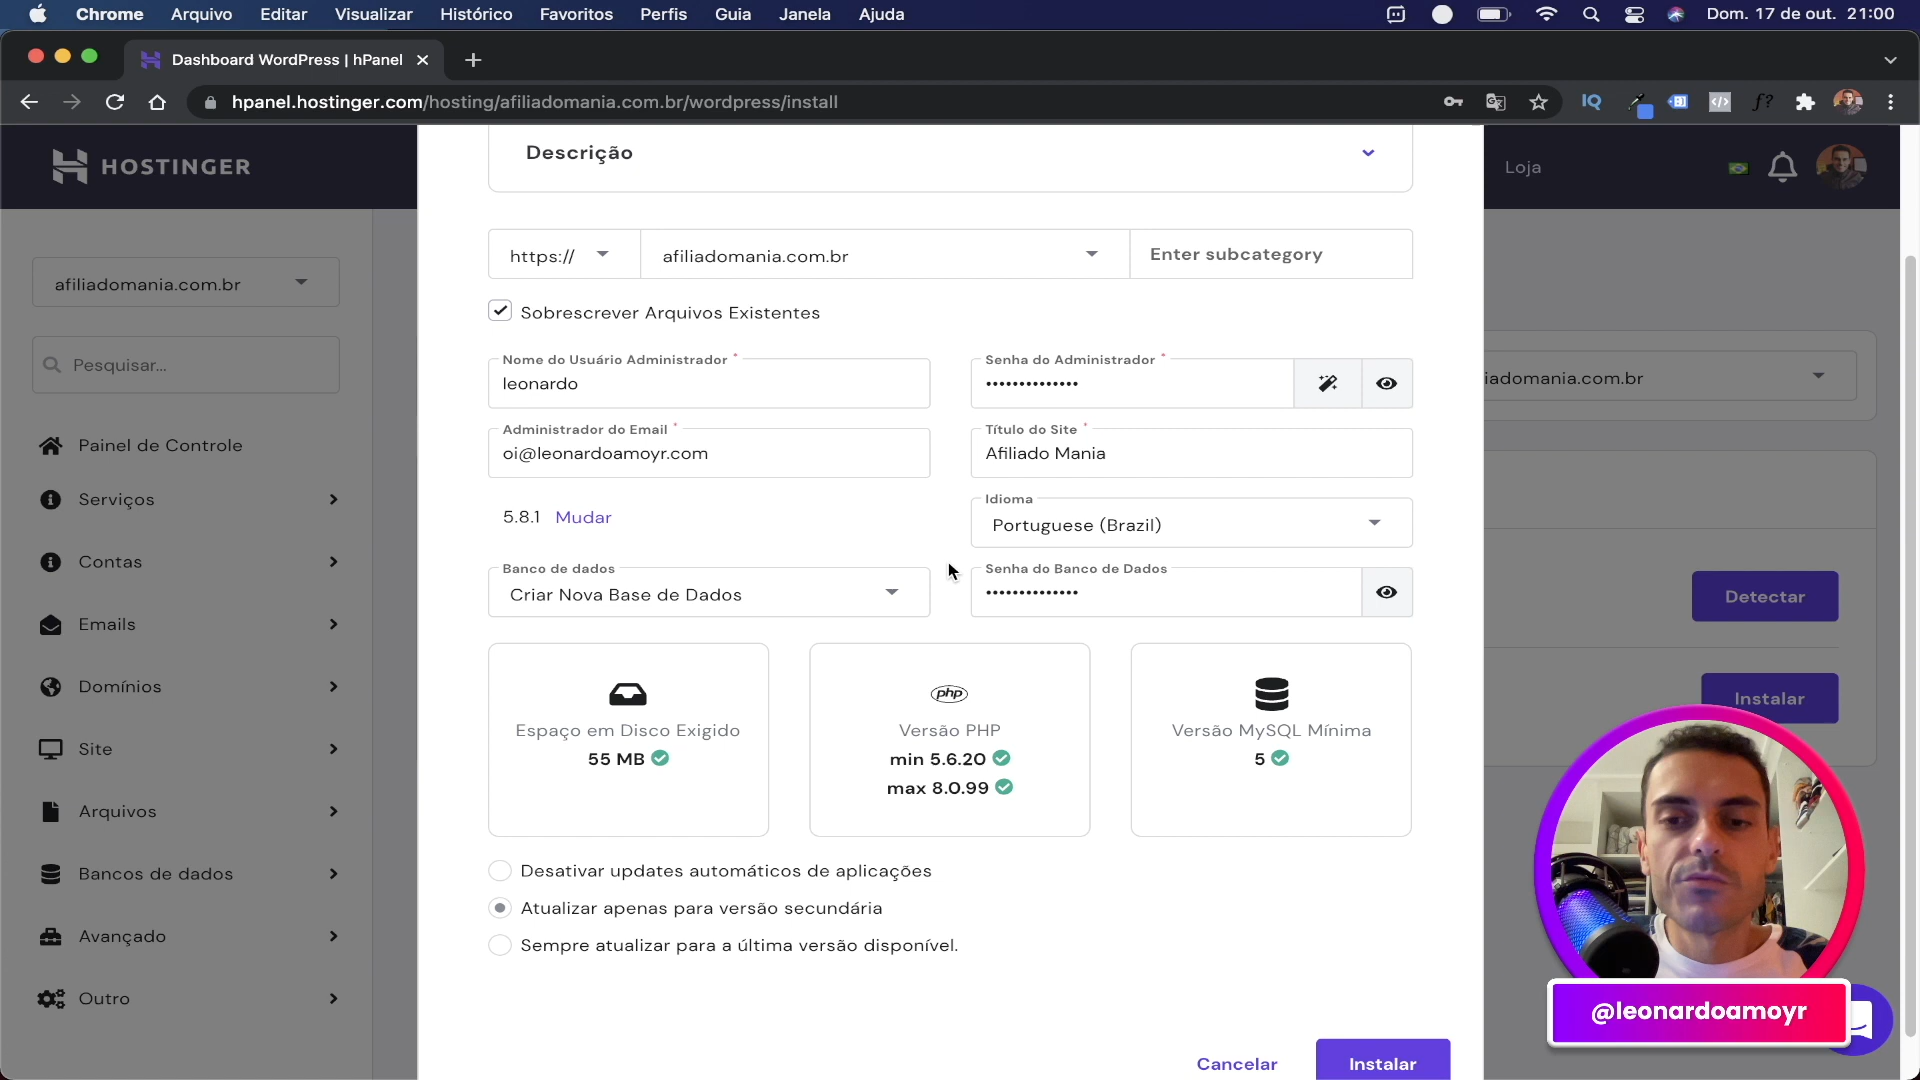 Chrome Arquivo Editar Visualizar Histórico Favoritos Perfis Guia Janela Ajuda Dom. 17 de out. 21:00
Dashboard WordPress | hPanel
hpanel.hostinger.com/hosting/afiliadomania.com.br/wordpress/install
IQ
f?
HOSTINGER
Loja
Descrição
afiliadomania.com.br
Pesquisar...
Painel de Controle
Serviços
Contas
Emails
Domínios
Site
Arquivos
Bancos de dados
Avançado
Outro
https:// afiliadomania.com.br Enter subcategory
Sobrescrever Arquivos Existentes
Nome do Usuário Administrador *
leonardo
Senha do Administrador *
••••••••••••••
Administrador do Email *
oi@leonardoamoyr.com
Título do Site *
Afiliado Mania
5.8.1 Mudar
Idioma
Portuguese (Brazil)
Banco de dados
Criar Nova Base de Dados
Senha do Banco de Dados
••••••••••••••
Espaço em Disco Exigido
55 MB
php
Versão PHP
min 5.6.20
max 8.0.99
Versão MySQL Mínima
5
Desativar updates automáticos de aplicações
Atualizar apenas para versão secundária
Sempre atualizar para a última versão disponível.
Cancelar Instalar
iadomania.com.br
Detectar
Instalar
@leonardoamoyr